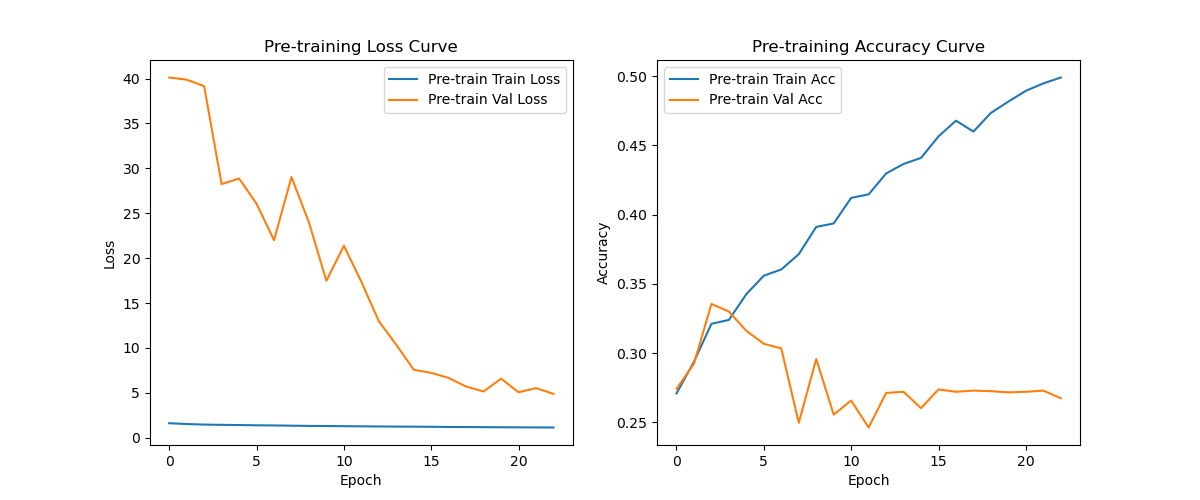 Pre-training Loss Curve
Pre-train Train Loss
Pre-train Val Loss
Loss
40
35
30
25
20
15
10
5
0
0
5
10
15
20
Epoch
Pre-training Accuracy Curve
Pre-train Train Acc
Pre-train Val Acc
Accuracy
0.50
0.45
0.40
0.35
0.30
0.25
0
5
10
15
20
Epoch